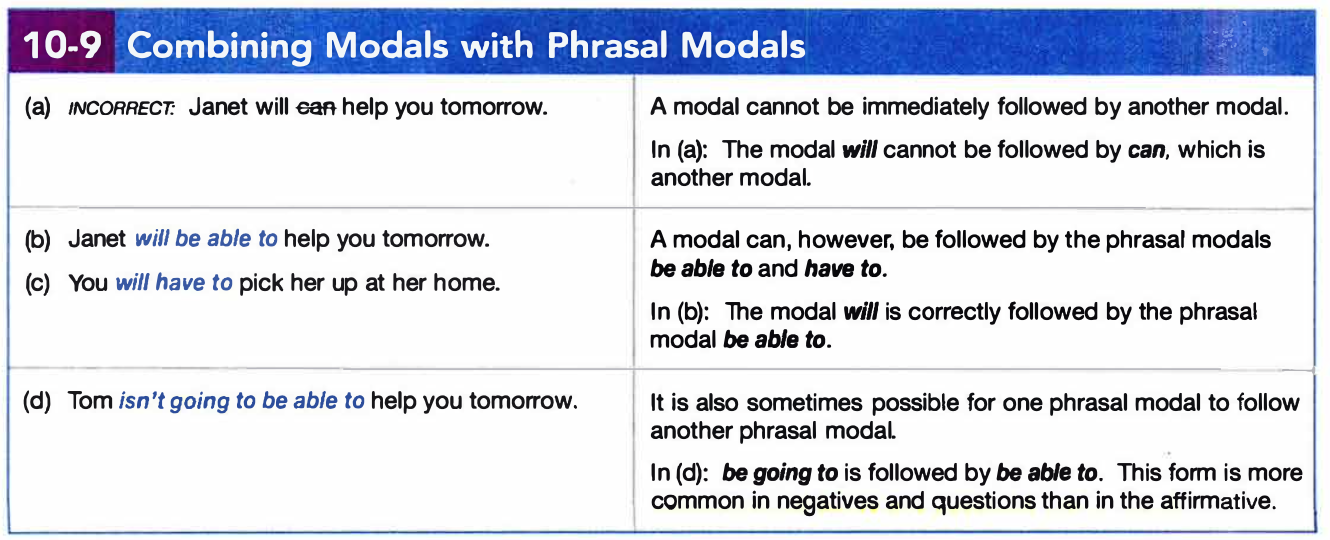 10-9 Combining Modals with Phrasal Modals
(a) INCORRECT: Janet will can help you tomorrow.
A modal cannot be immediately followed by another modal.
In (a): The modal will cannot be followed by can, which is
another modal.
(b) Janet will be able to help you tomorrow.
(c) You will have to pick her up at her home.
A modal can, however, be followed by the phrasal modals
be able to and have to.
In (b): The modal will is correctly followed by the phrasal
modal be able to.
(d) Tom isn't going to be able to help you tomorrow.
It is also sometimes possible for one phrasal modal to follow
another phrasal modal.
In (d): be going to is followed by be able to. This form is more
common in negatives and questions than in the affirmative.